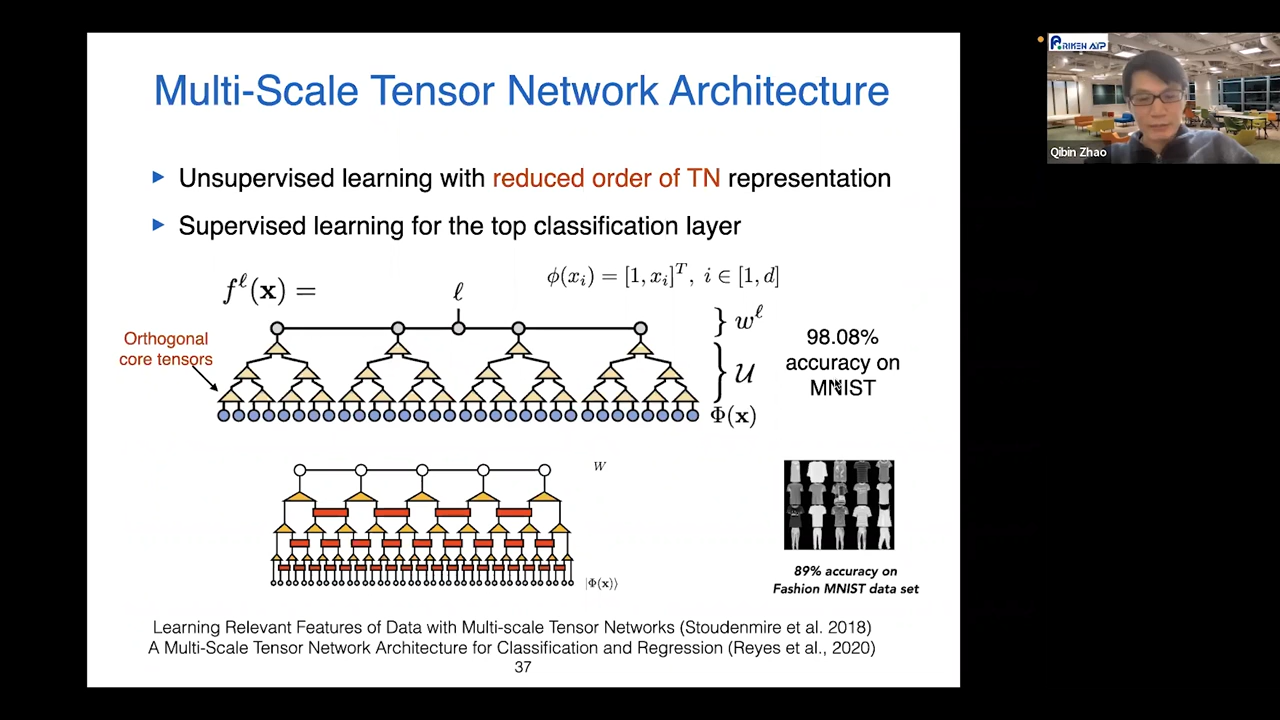 Multi-Scale Tensor Network Architecture
▶ Unsupervised learning with reduced order of TN representation
▶ Supervised learning for the top classification layer
f^ℓ(𝐱) =
ℓ
ϕ(x_i) = [1, x_i]^T, i ∈ [1, d]
Orthogonal
core tensors
} w^ℓ
} 𝒰
Φ(𝐱)
98.08%
accuracy on
MNIST
W
|Φ(𝐱)⟩
89% accuracy on
Fashion MNIST data set
Learning Relevant Features of Data with Multi-scale Tensor Networks (Stoudenmire et al. 2018)
A Multi-Scale Tensor Network Architecture for Classification and Regression (Reyes et al., 2020)
37
RIKEN AIP
Qibin Zhao